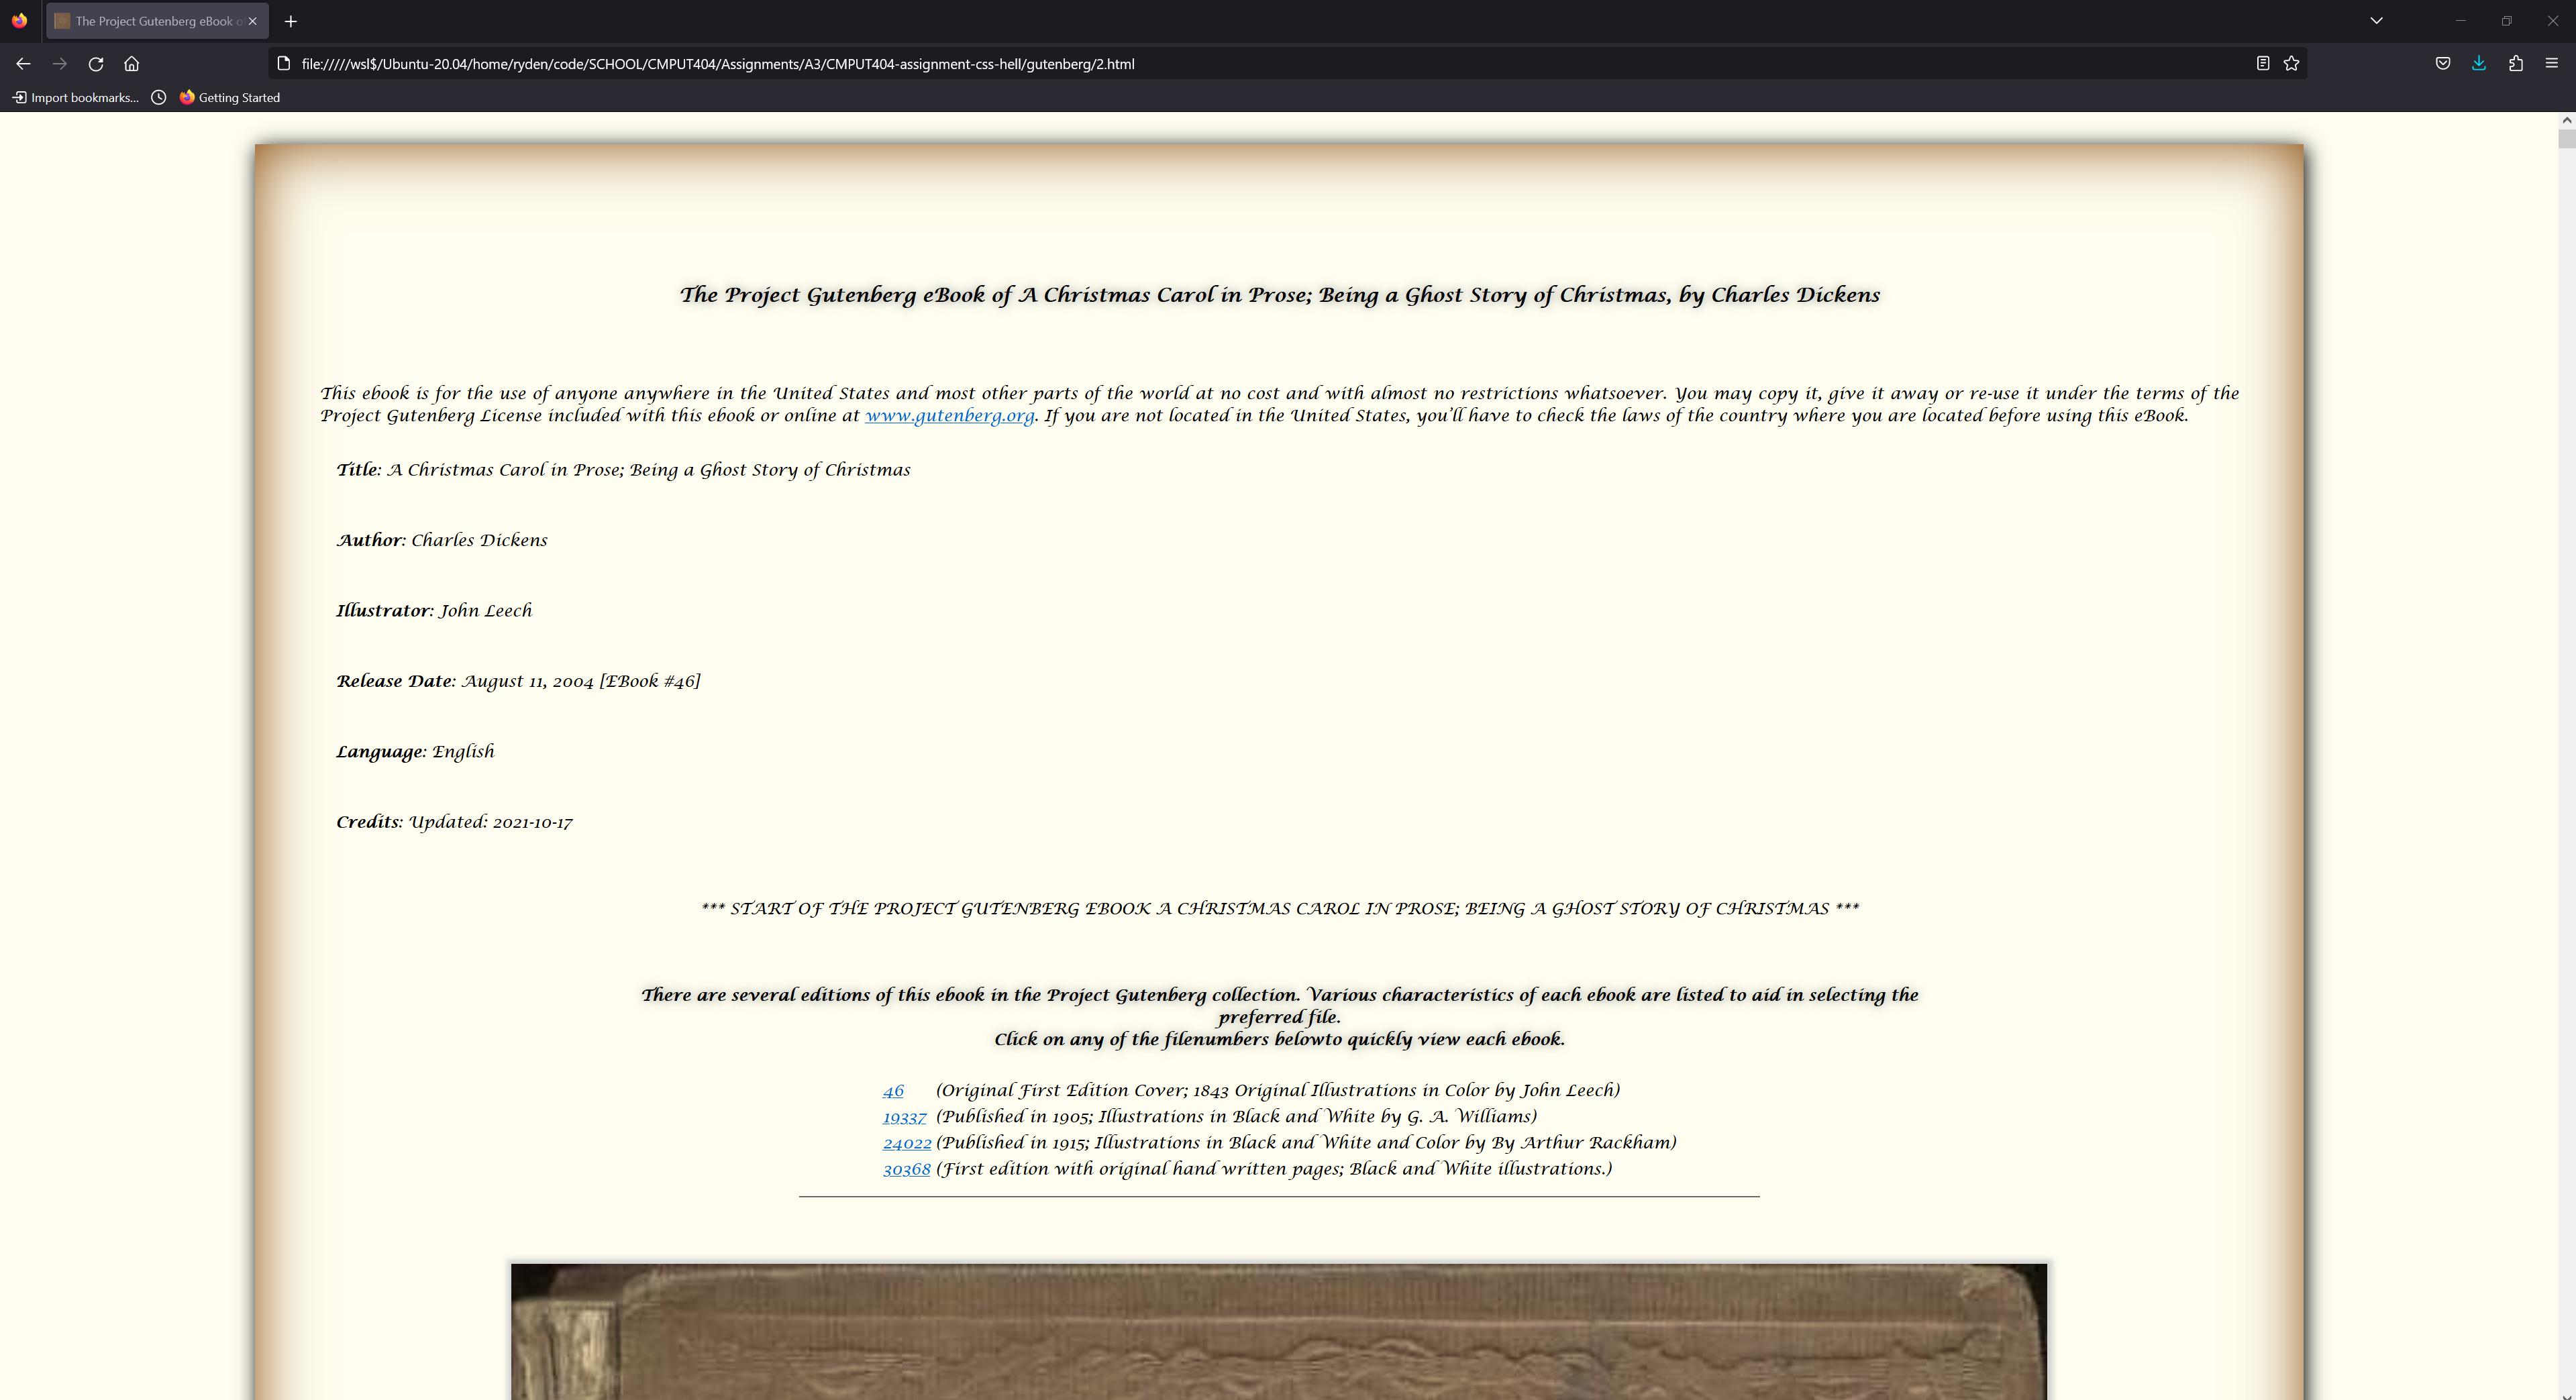 The Project Gutenberg eBook o
file://///wsl$/Ubuntu-20.04/home/ryden/code/SCHOOL/CMPUT404/Assignments/A3/CMPUT404-assignment-css-hell/gutenberg/2.html
Import bookmarks... Getting Started
The Project Gutenberg eBook of A Christmas Carol in Prose; Being a Ghost Story of Christmas, by Charles Dickens
This ebook is for the use of anyone anywhere in the United States and most other parts of the world at no cost and with almost no restrictions whatsoever. You may copy it, give it away or re-use it under the terms of the
Project Gutenberg License included with this ebook or online at www.gutenberg.org. If you are not located in the United States, you’ll have to check the laws of the country where you are located before using this eBook.
Title: A Christmas Carol in Prose; Being a Ghost Story of Christmas
Author: Charles Dickens
Illustrator: John Leech
Release Date: August 11, 2004 [EBook #46]
Language: English
Credits: Updated: 2021-10-17
*** START OF THE PROJECT GUTENBERG EBOOK A CHRISTMAS CAROL IN PROSE; BEING A GHOST STORY OF CHRISTMAS ***
There are several editions of this ebook in the Project Gutenberg collection. Various characteristics of each ebook are listed to aid in selecting the
preferred file.
Click on any of the filenumbers belowto quickly view each ebook.
46 (Original First Edition Cover; 1843 Original Illustrations in Color by John Leech)
19337 (Published in 1905; Illustrations in Black and White by G. A. Williams)
24022 (Published in 1915; Illustrations in Black and White and Color by By Arthur Rackham)
30368 (First edition with original hand written pages; Black and White illustrations.)